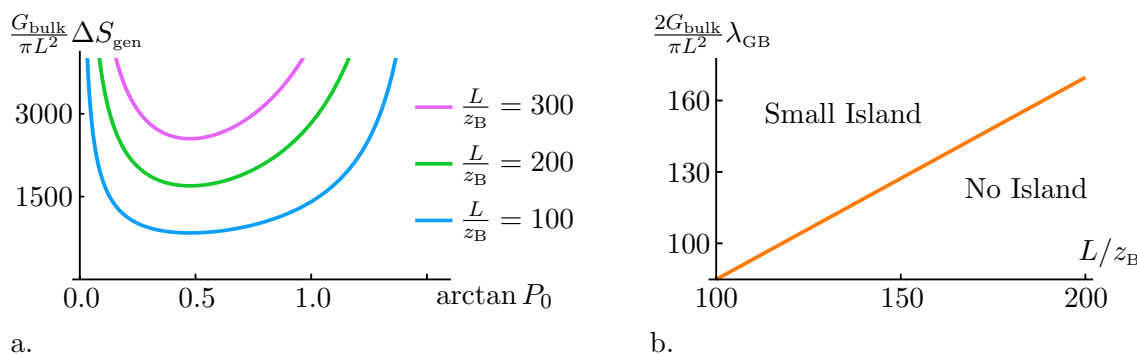 G_bulk/πL² ΔS_gen
3000
1500
0.0 0.5 1.0 arctan P₀
L/z_B = 300
L/z_B = 200
L/z_B = 100
a.
2G_bulk/πL² λ_GB
160
130
100
Small Island
No Island
L/z_B
100 150 200
b.